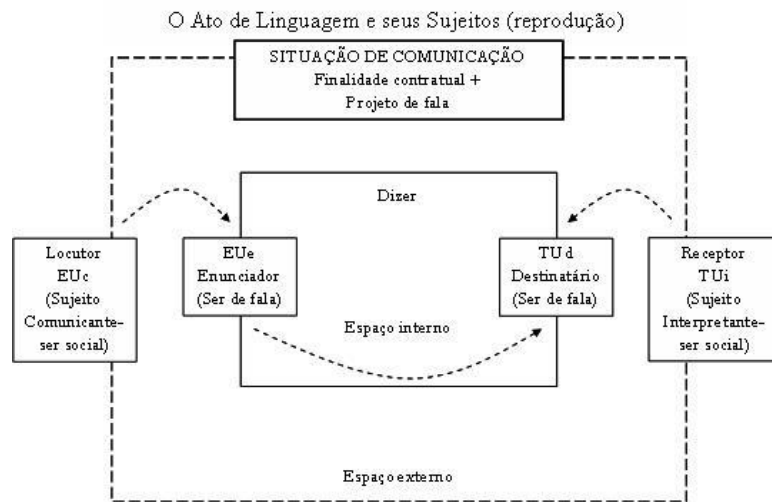 O Ato de Linguagem e seus Sujeitos (reprodução)
SITUAÇÃO DE COMUNICAÇÃO
Finalidade contratual +
Projeto de fala
Dizer
Locutor
EUc
(Sujeito
Comunicante-
ser social)
EUe
Enunciador
(Ser de fala)
TUd
Destinatário
(Ser de fala)
Receptor
TUi
(Sujeito
Interpretante-
ser social)
Espaço interno
Espaço externo